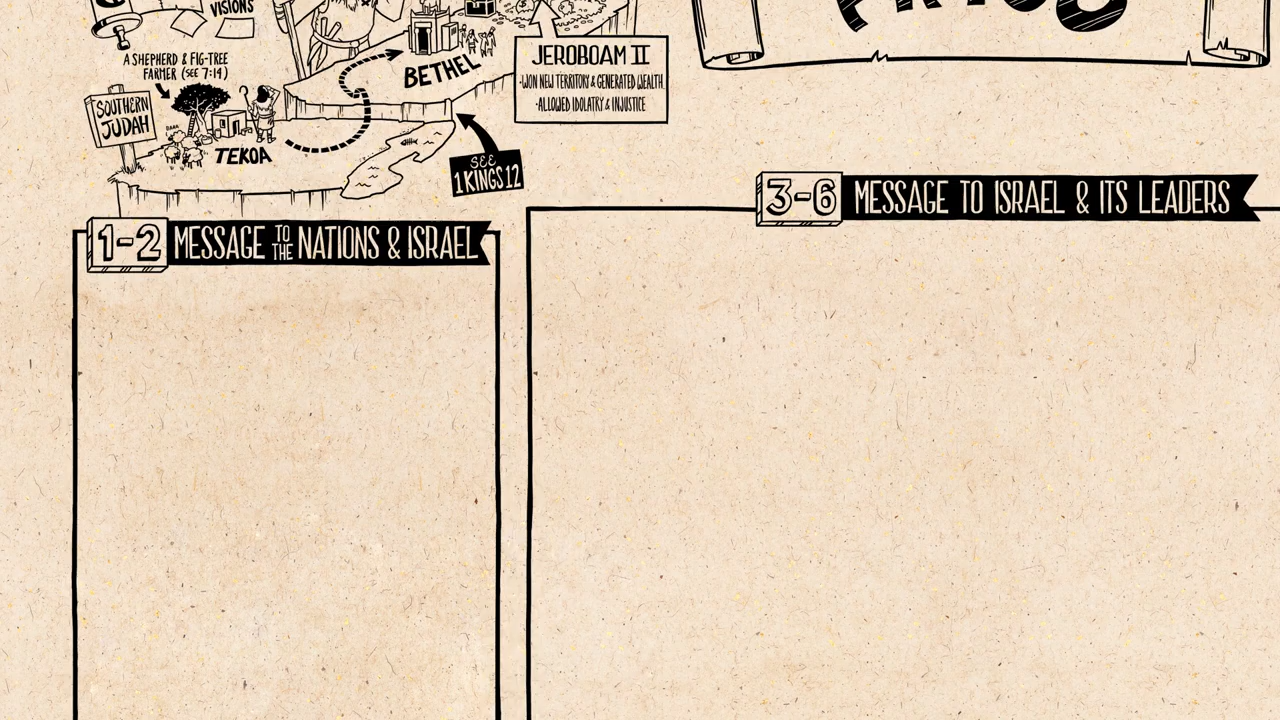 VISIONS
A SHEPHERD & FIG-TREE
FARMER (SEE 7:14)
SOUTHERN
JUDAH
TEKOA
BETHEL
JEROBOAM II
·WON NEW TERRITORY & GENERATED WEALTH
·ALLOWED IDOLATRY & INJUSTICE
SEE
1 KINGS 12
1-2 MESSAGE TO THE NATIONS & ISRAEL
3-6 MESSAGE TO ISRAEL & ITS LEADERS